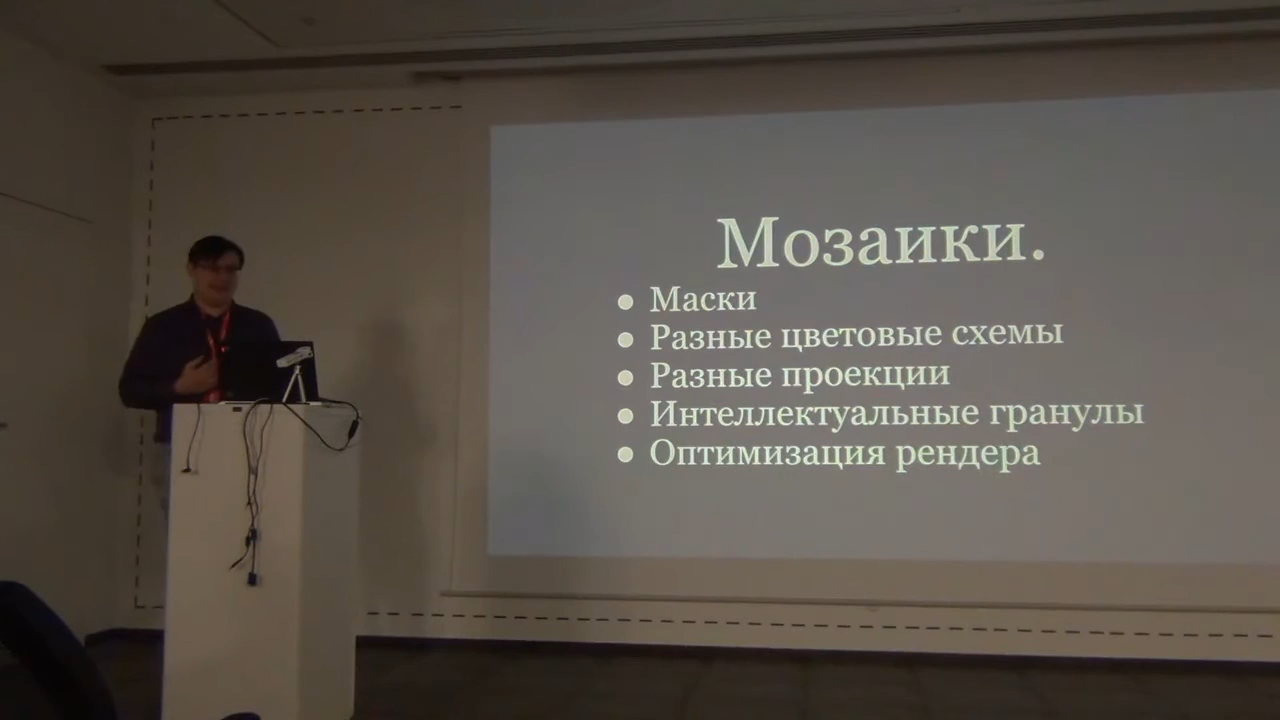 Мозаики.
● Маски
● Разные цветовые схемы
● Разные проекции
● Интеллектуальные гранулы
● Оптимизация рендера